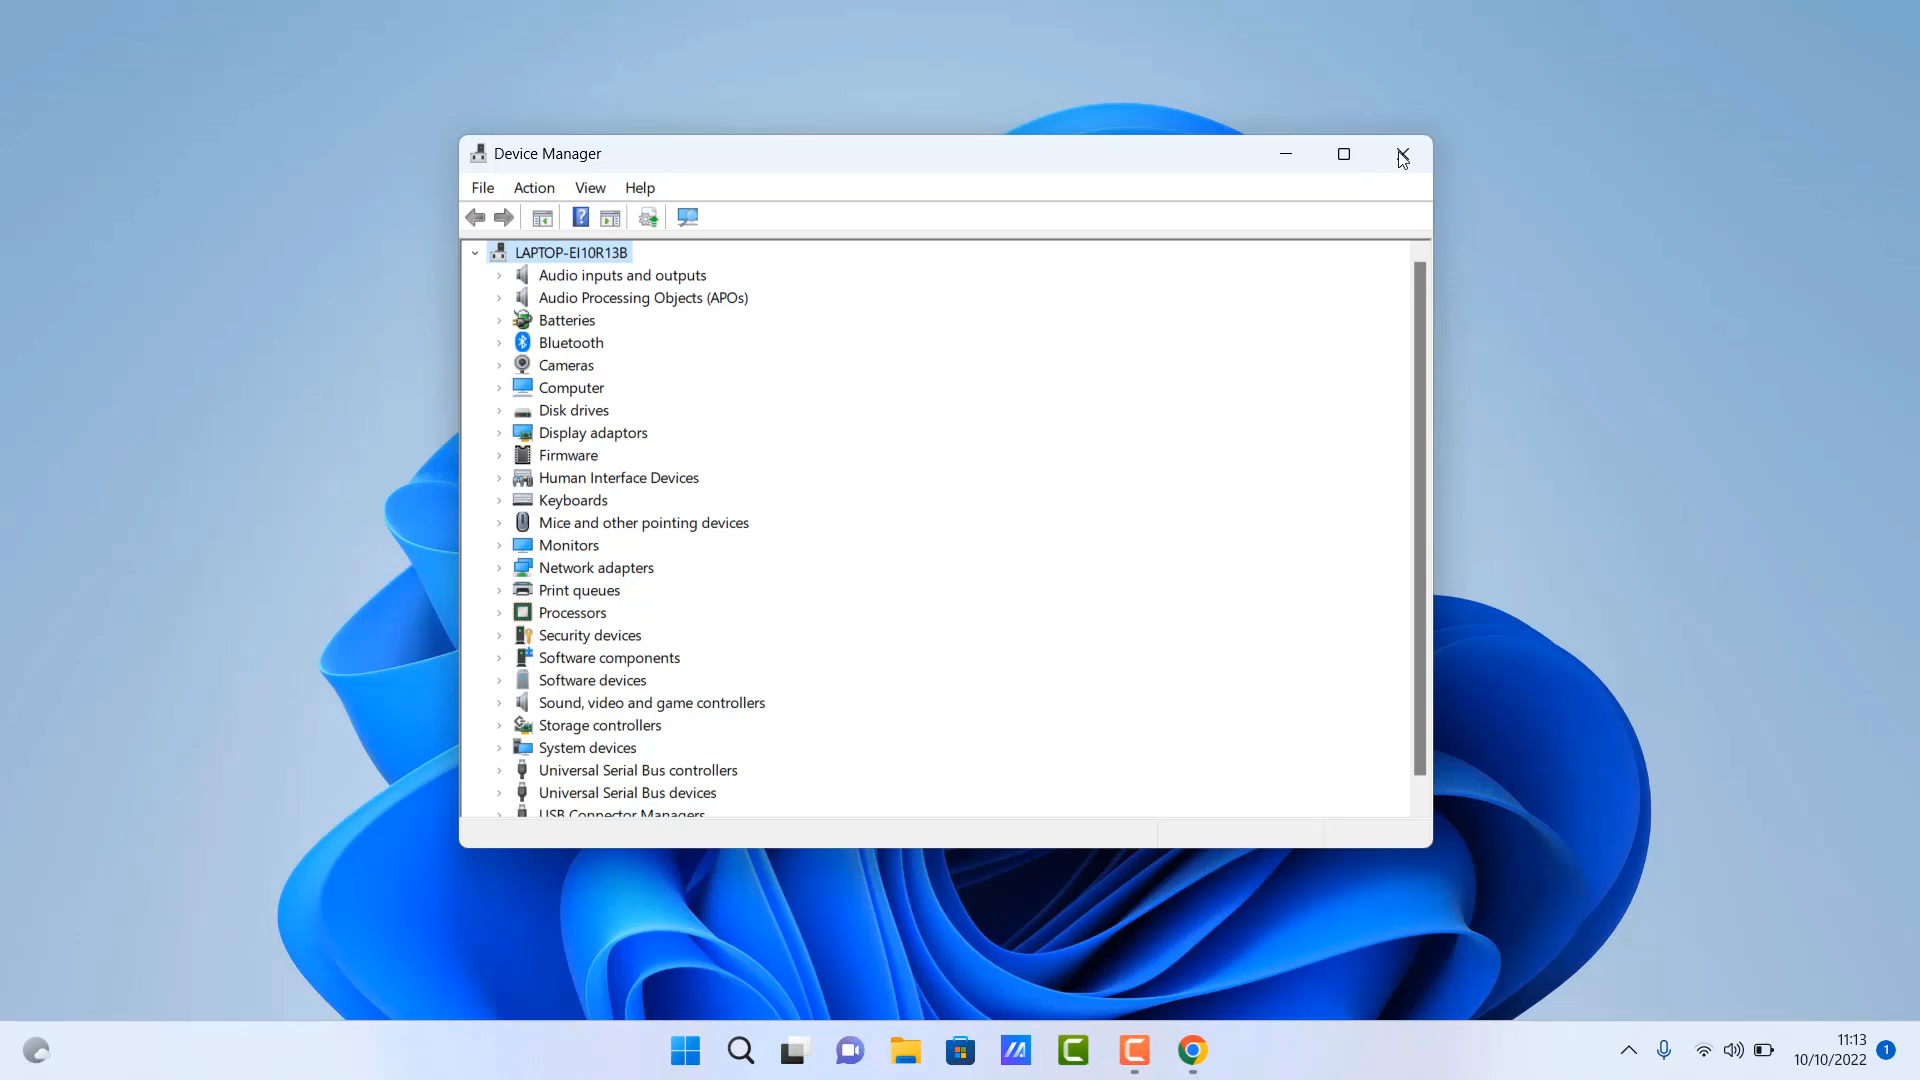 Device Manager
File Action View Help
LAPTOP-EI10R13B
Audio inputs and outputs
Audio Processing Objects (APOs)
Batteries
Bluetooth
Cameras
Computer
Disk drives
Display adaptors
Firmware
Human Interface Devices
Keyboards
Mice and other pointing devices
Monitors
Network adapters
Print queues
Processors
Security devices
Software components
Software devices
Sound, video and game controllers
Storage controllers
System devices
Universal Serial Bus controllers
Universal Serial Bus devices
USB Connector Managers
11:13
10/10/2022
1